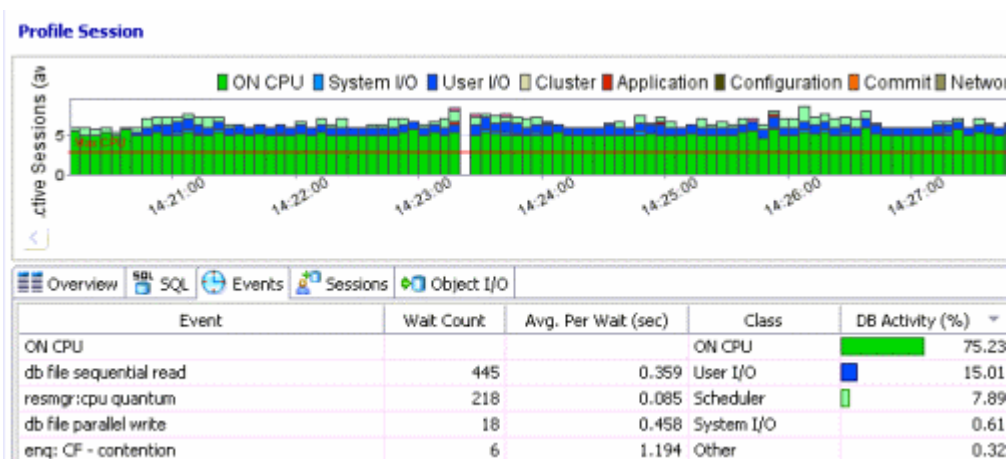 Profile Session
ON CPU System I/O User I/O Cluster Application Configuration Commit Networ
ctive Sessions (av
5
Max CPU
0
14:21:00 14:22:00 14:23:00 14:24:00 14:25:00 14:26:00 14:27:00
Overview SQL SQL Events Sessions Object I/O
Event Wait Count Avg. Per Wait (sec) Class DB Activity (%)
ON CPU ON CPU 75.23
db file sequential read 445 0.359 User I/O 15.01
resmgr:cpu quantum 218 0.085 Scheduler 7.89
db file parallel write 18 0.458 System I/O 0.61
enq: CF - contention 6 1.194 Other 0.32